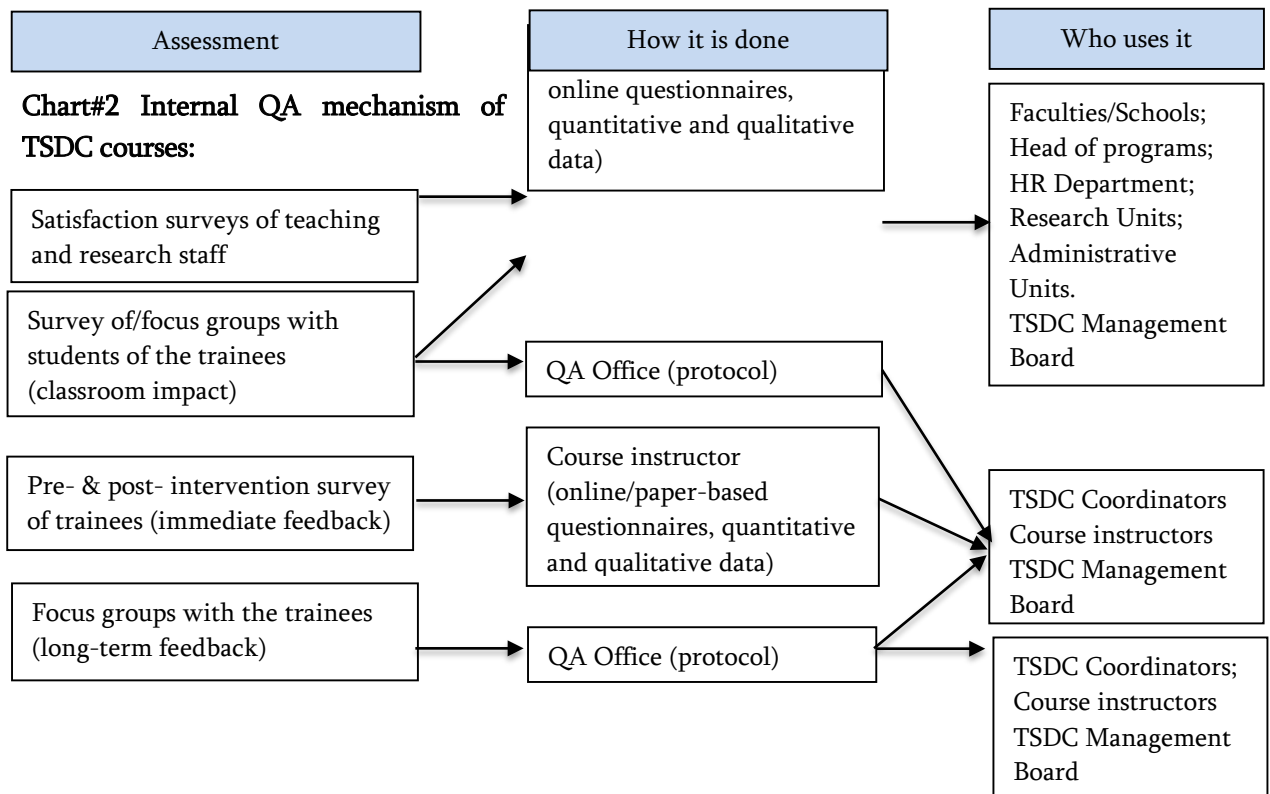 Assessment
How it is done
Who uses it
Chart#2 Internal QA mechanism of
TSDC courses:
online questionnaires,
quantitative and qualitative
data)
Faculties/Schools;
Head of programs;
HR Department;
Research Units;
Administrative
Units.
TSDC Management
Board
Satisfaction surveys of teaching
and research staff
Survey of/focus groups with
students of the trainees
(classroom impact)
QA Office (protocol)
Pre- & post- intervention survey
of trainees (immediate feedback)
Course instructor
(online/paper-based
questionnaires, quantitative
and qualitative data)
TSDC Coordinators
Course instructors
TSDC Management
Board
Focus groups with the trainees
(long-term feedback)
QA Office (protocol)
TSDC Coordinators;
Course instructors
TSDC Management
Board